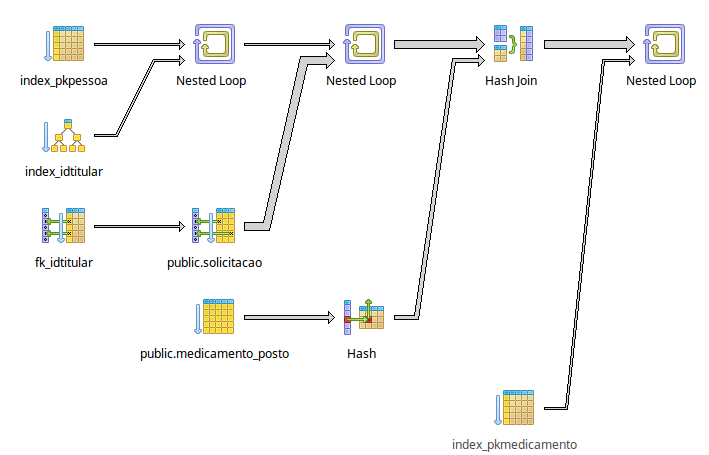 index_pkpessoa
Nested Loop
Nested Loop
Hash Join
Nested Loop
index_idtitular
fk_idtitular
public.solicitacao
public.medicamento_posto
Hash
index_pkmedicamento